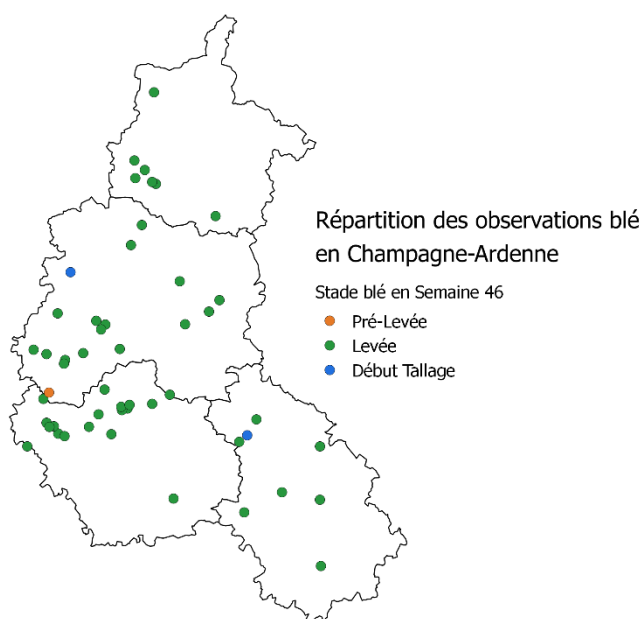 Répartition des observations blé
en Champagne-Ardenne
Stade blé en Semaine 46
Pré-Levée
Levée
Début Tallage